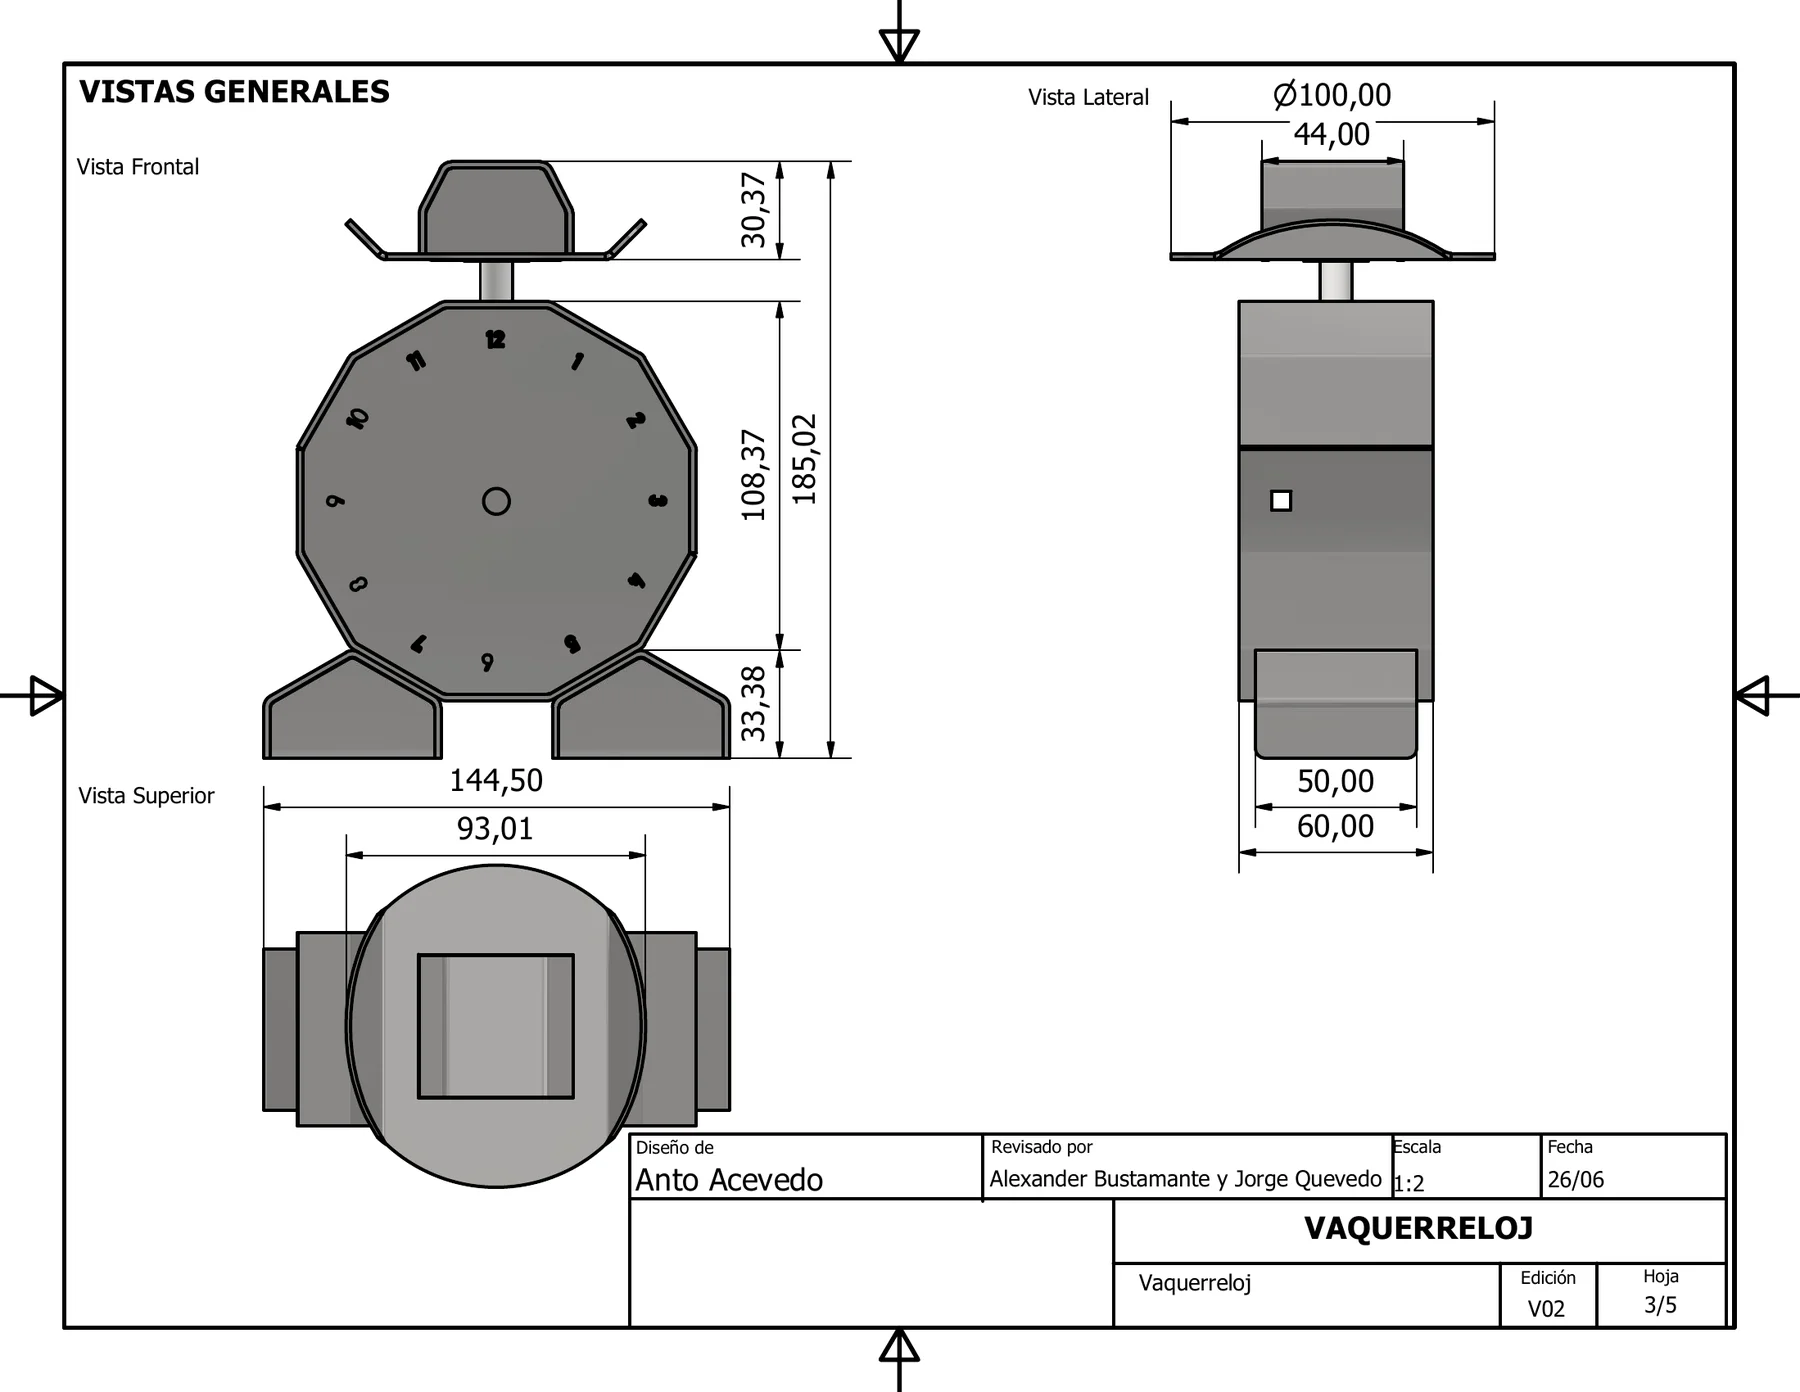 VISTAS GENERALES
Vista Frontal
Vista Lateral
Ø100,00
44,00
30,37
108,37
185,02
33,38
12
1
2
3
4
5
6
7
8
9
10
11
144,50
93,01
50,00
60,00
Vista Superior
Diseño de
Anto Acevedo
Revisado por
Alexander Bustamante y Jorge Quevedo
Escala
1:2
Fecha
26/06
VAQUERRELOJ
Vaquerreloj
Edición
V02
Hoja
3/5